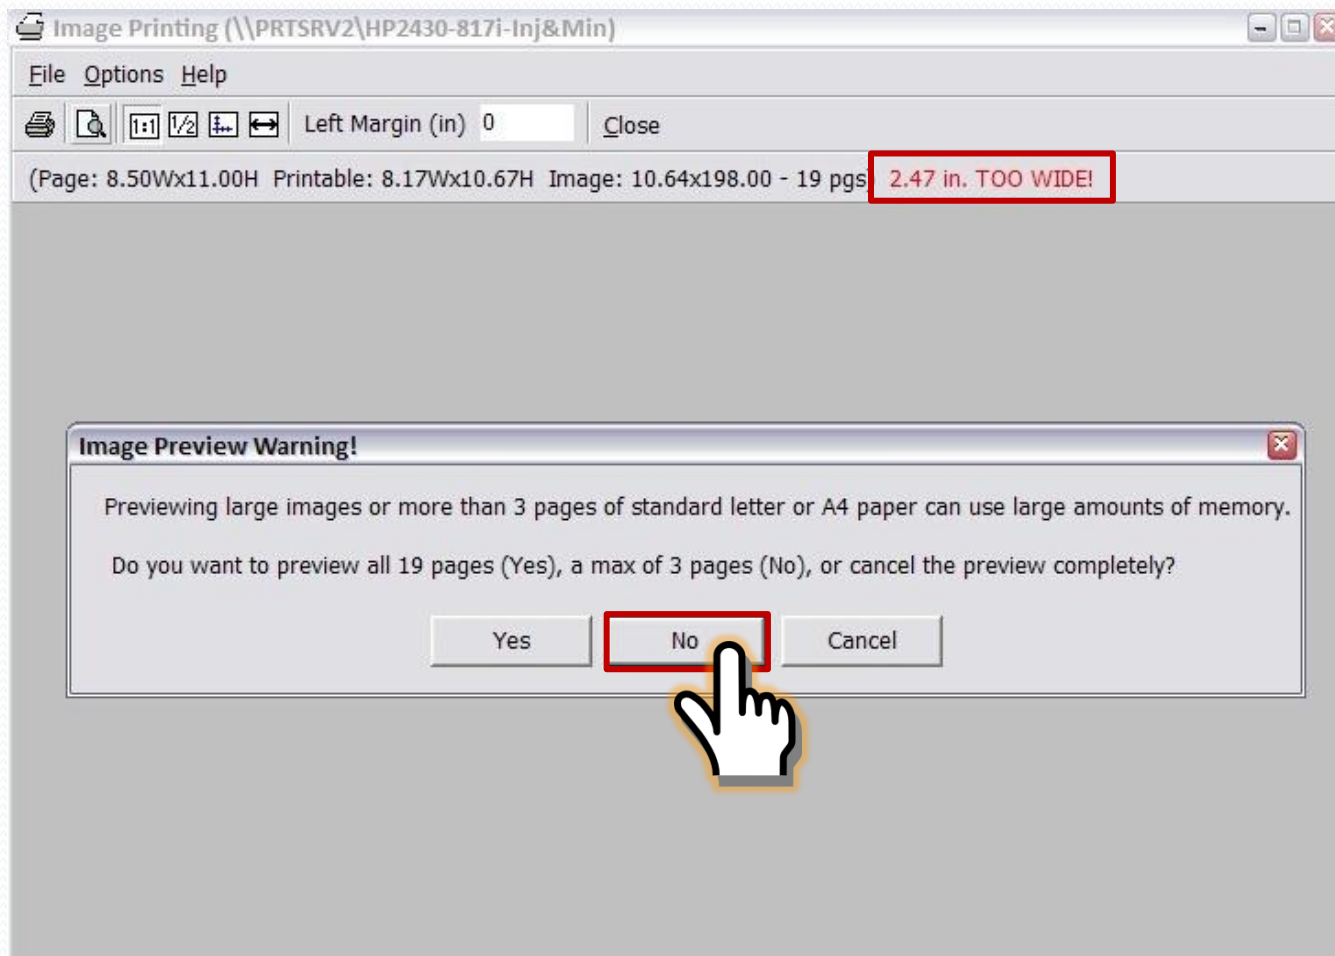 Image Printing (\\PRTSRV2\HP2430-817i-Inj&Min)
File Options Help
1:1 1/2 Left Margin (in) 0 Close
(Page: 8.50Wx11.00H Printable: 8.17Wx10.67H Image: 10.64x198.00 - 19 pgs) 2.47 in. TOO WIDE!
Image Preview Warning!
Previewing large images or more than 3 pages of standard letter or A4 paper can use large amounts of memory.
Do you want to preview all 19 pages (Yes), a max of 3 pages (No), or cancel the preview completely?
Yes No Cancel